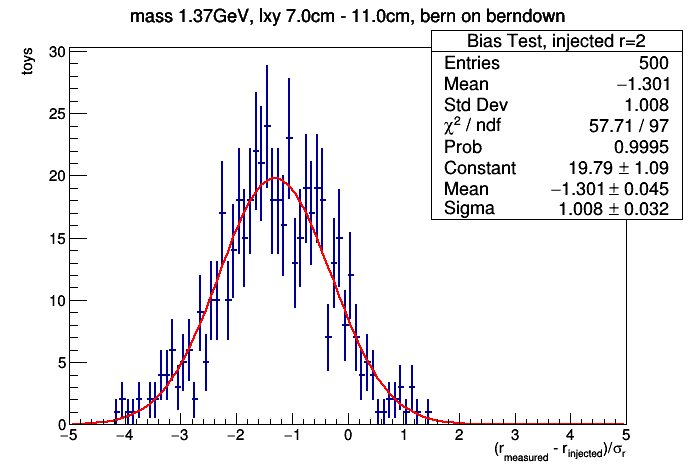 mass 1.37GeV, lxy 7.0cm - 11.0cm, bern on berndown
Bias Test, injected r=2
Entries 500
Mean −1.301
Std Dev 1.008
χ² / ndf 57.71 / 97
Prob 0.9995
Constant 19.79 ± 1.09
Mean −1.301 ± 0.045
Sigma 1.008 ± 0.032
toys
30
25
20
15
10
5
0
−5 −4 −3 −2 −1 0 1 2 3 4 5
(r_measured - r_injected)/σ_r